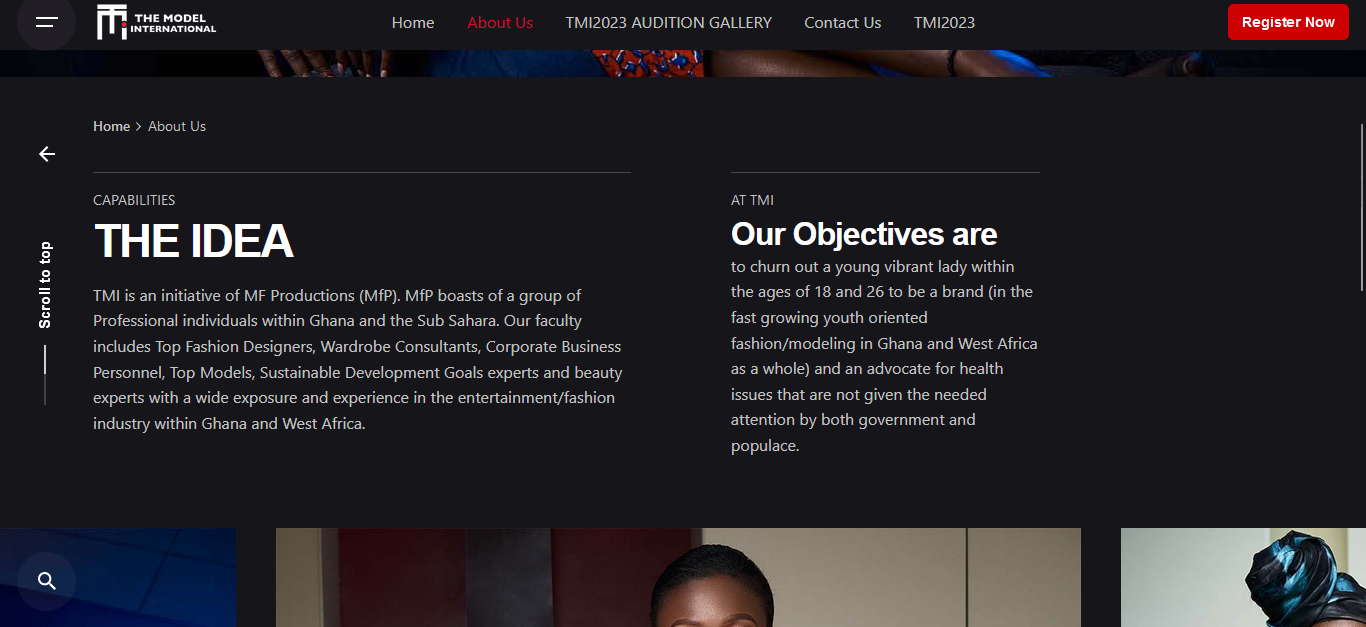 THE MODEL
INTERNATIONAL
Home
About Us
TMI2023 AUDITION GALLERY
Contact Us
TMI2023
Register Now
Home > About Us
Scroll to top
CAPABILITIES
THE IDEA
TMI is an initiative of MF Productions (MfP). MfP boasts of a group of
Professional individuals within Ghana and the Sub Sahara. Our faculty
includes Top Fashion Designers, Wardrobe Consultants, Corporate Business
Personnel, Top Models, Sustainable Development Goals experts and beauty
experts with a wide exposure and experience in the entertainment/fashion
industry within Ghana and West Africa.
AT TMI
Our Objectives are
to churn out a young vibrant lady within
the ages of 18 and 26 to be a brand (in the
fast growing youth oriented
fashion/modeling in Ghana and West Africa
as a whole) and an advocate for health
issues that are not given the needed
attention by both government and
populace.